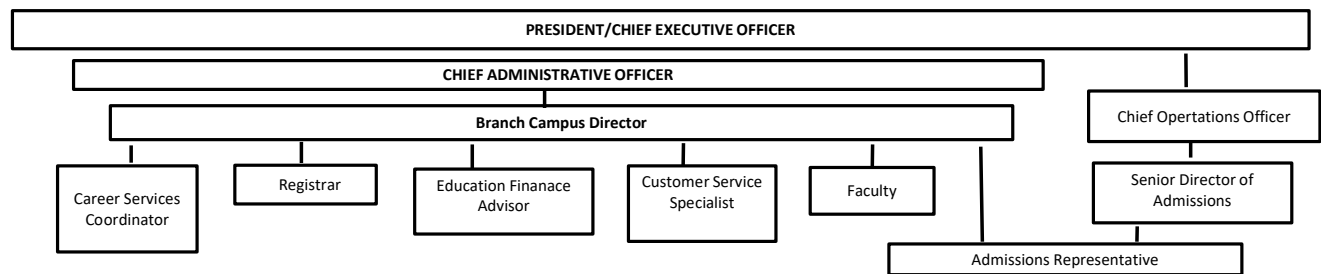 PRESIDENT/CHIEF EXECUTIVE OFFICER
CHIEF ADMINISTRATIVE OFFICER
Chief Opertations Officer
Branch Campus Director
Career Services
Coordinator
Registrar
Education Finanace
Advisor
Customer Service
Specialist
Faculty
Senior Director of
Admissions
Admissions Representative